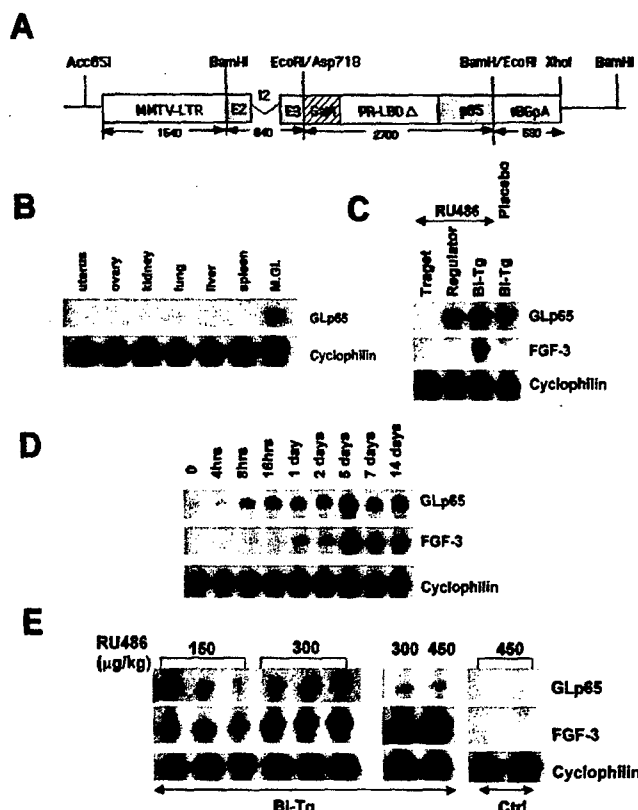 A
Acc65I BamHI EcoRI/Asp718 BamH/EcoRI XhoI BamHI
MMTV-LTR E2 I2 E3 PR-LBD Δ p65
1540 2700
B
uterus ovary kidney lung liver spleen M.Gl.
GLp65
Cyclophilin
C
RU486 Placebo
Traget Regulator Bi-Tg Bi-Tg
GLp65
FGF-3
Cyclophilin
D
0 4hrs 8hrs 16hrs 1 day 2 days 5 days 7 days 14 days
GLp65
FGF-3
Cyclophilin
E
RU486 150 300 300 450 450
(µg/kg)
GLp65
FGF-3
Cyclophilin
Bi-Tg Ctrl